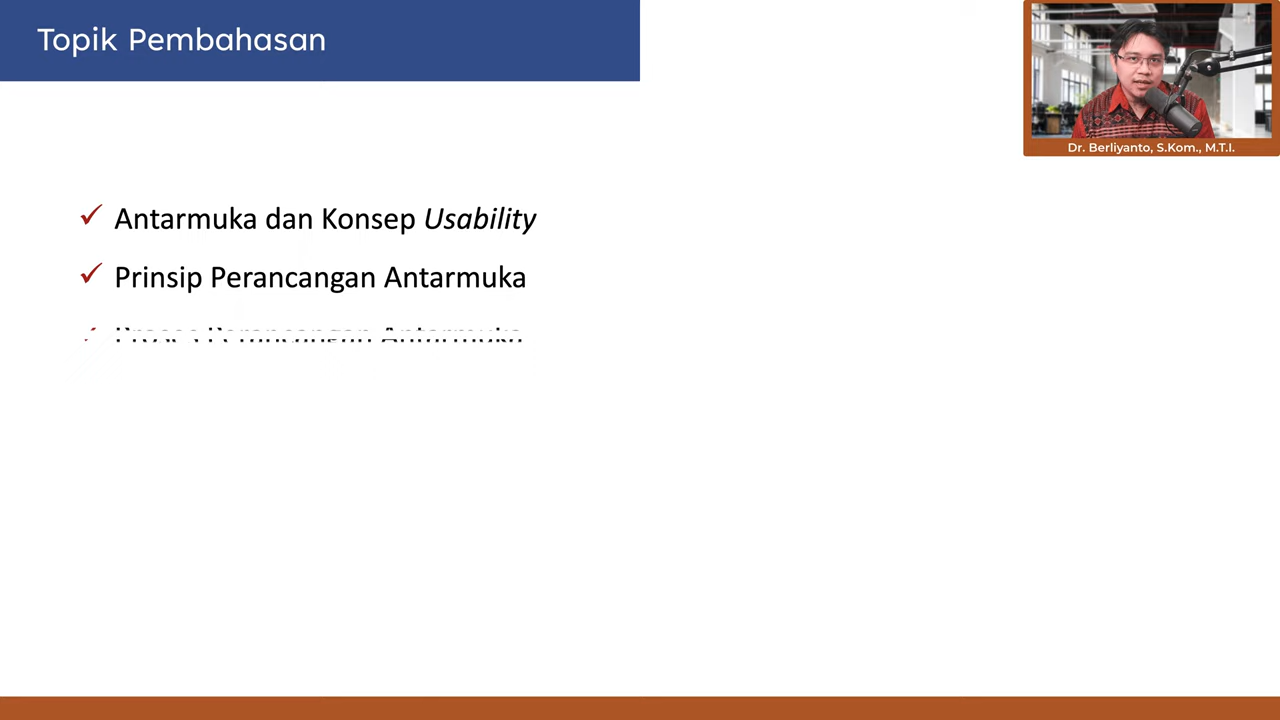 Topik Pembahasan
Dr. Berliyanto, S.Kom., M.T.I.
Antarmuka dan Konsep Usability
Prinsip Perancangan Antarmuka
Proses Perancangan Antarmuka